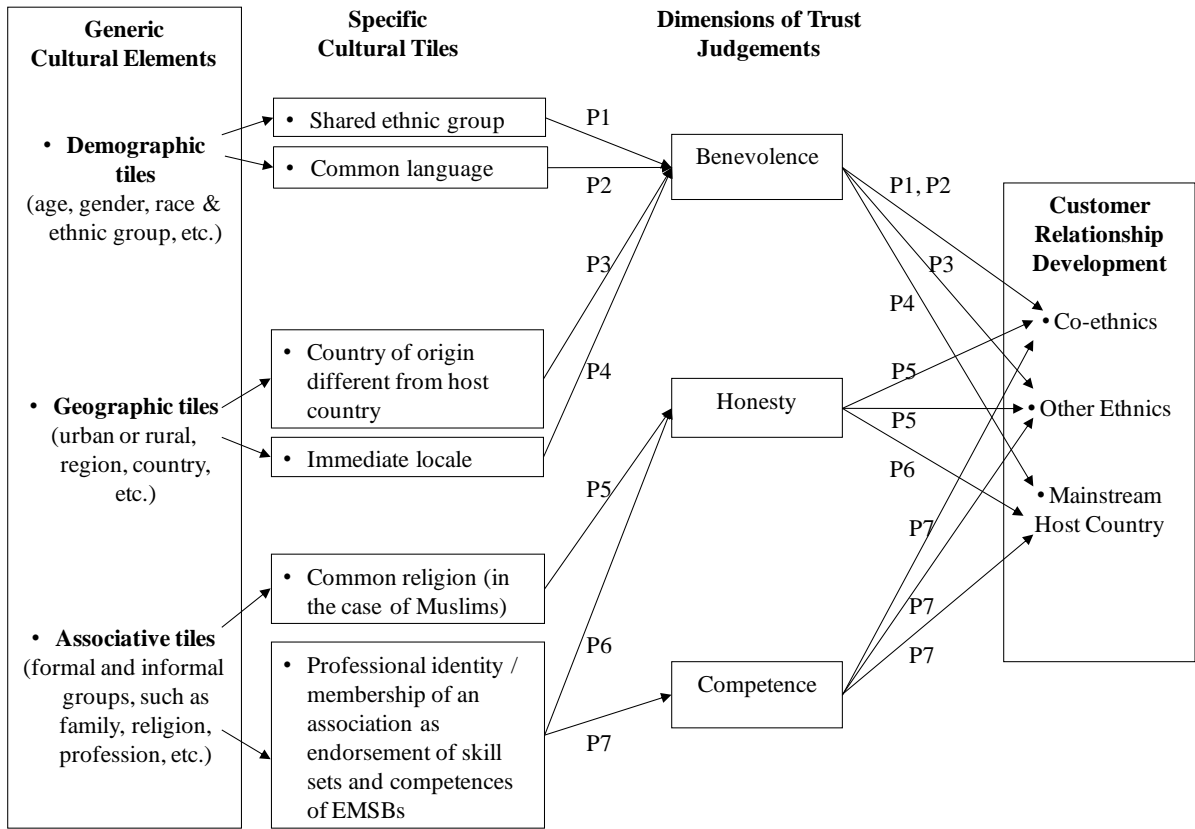 Generic
Cultural Elements
• Demographic
tiles
(age, gender, race &
ethnic group, etc.)
• Geographic tiles
(urban or rural,
region, country,
etc.)
• Associative tiles
(formal and informal
groups, such as
family, religion,
profession, etc.)
Specific
Cultural Tiles
• Shared ethnic group
• Common language
• Country of origin
different from host
country
• Immediate locale
• Common religion (in
the case of Muslims)
• Professional identity /
membership of an
association as
endorsement of skill
sets and competences
of EMSBs
P1
P2
P3
P4
P5
P6
P7
Dimensions of Trust
Judgements
Benevolence
Honesty
Competence
P1, P2
P3
P4
P5
P5
P6
P7
P7
P7
Customer
Relationship
Development
• Co-ethnics
• Other Ethnics
• Mainstream
Host Country